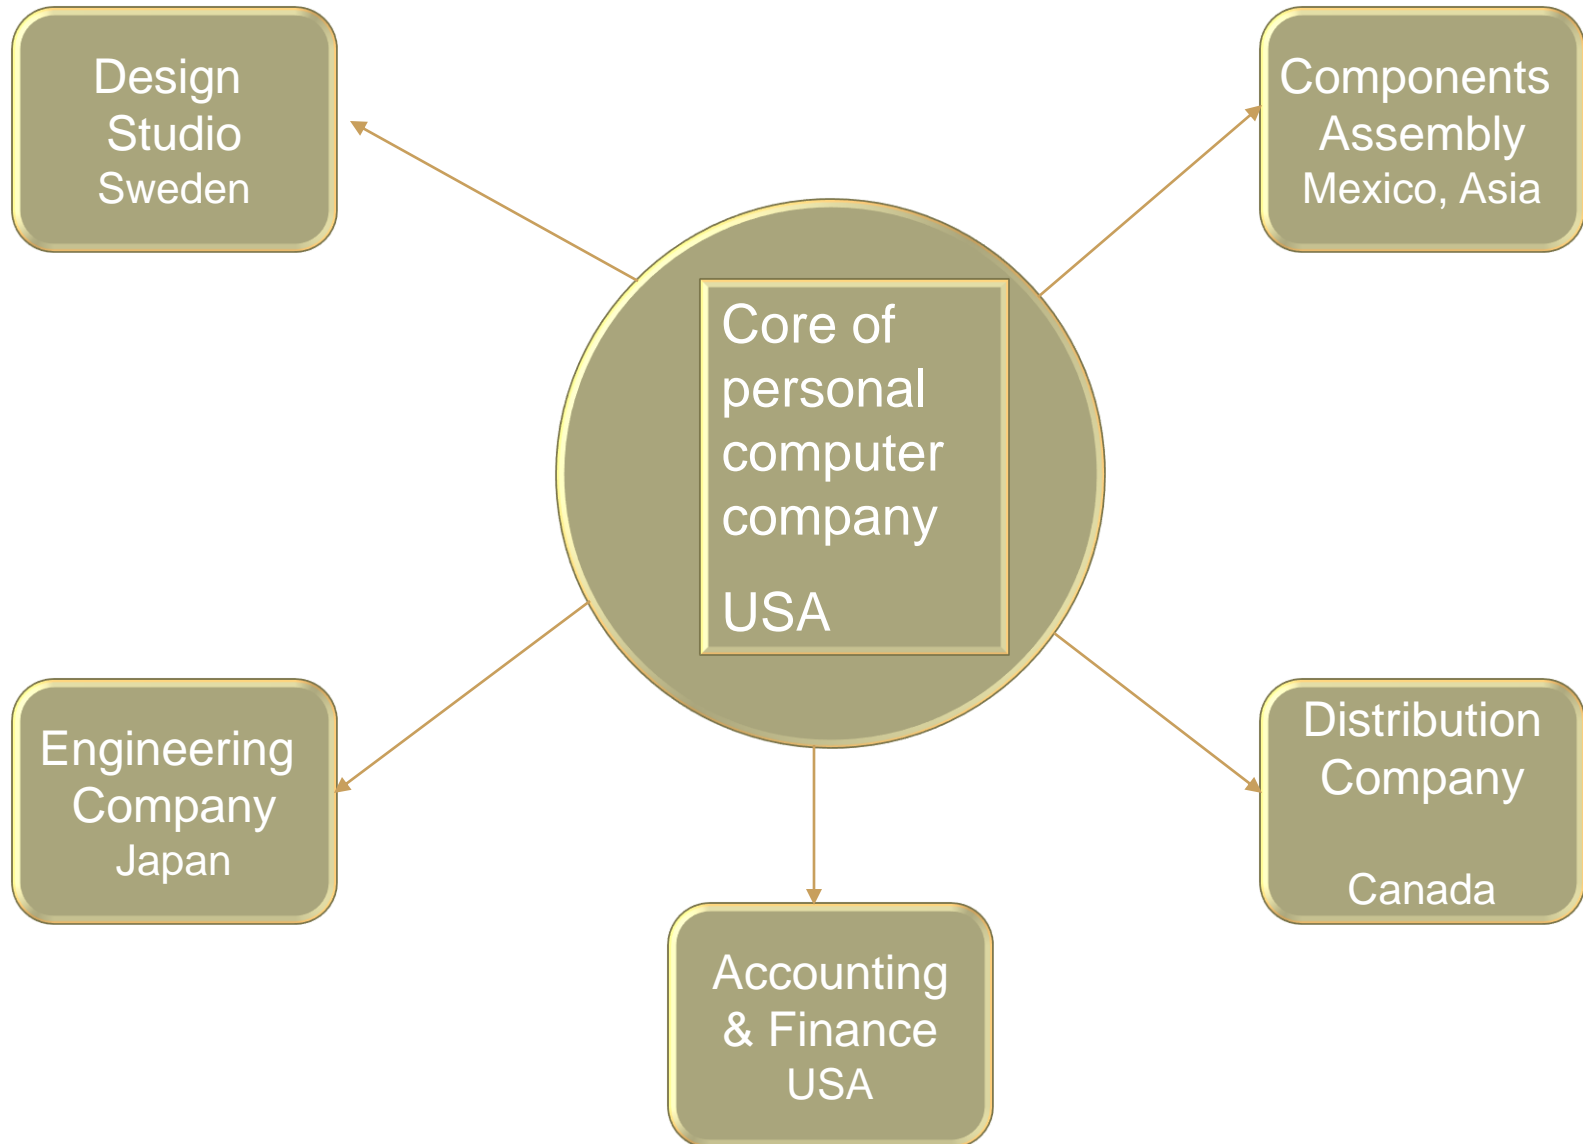 Design
Studio
Sweden
Components
Assembly
Mexico, Asia
Core of
personal
computer
company
USA
Engineering
Company
Japan
Distribution
Company
Canada
Accounting
& Finance
USA